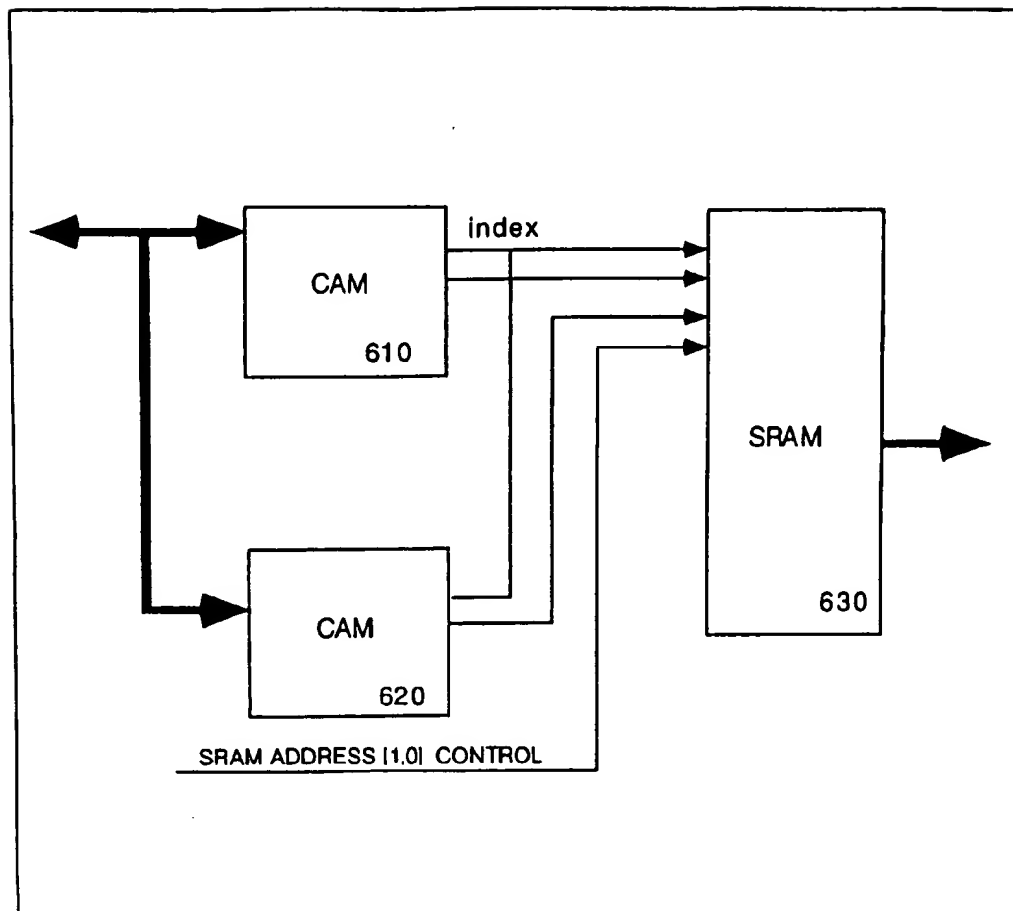 index
CAM
610
SRAM
630
CAM
620
SRAM ADDRESS [1,0] CONTROL